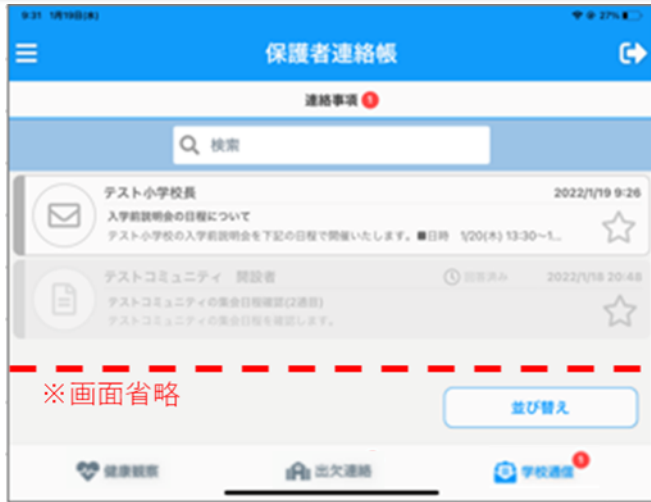 9:31 1月19日(水) 27%
保護者連絡帳
連絡事項 1
検索
テスト小学校長 2022/1/19 9:26
入学前説明会の日程について
テスト小学校の入学前説明会を下記の日程で開催いたします。■日時 1/20(木) 13:30～1...
テストコミュニティ 開設者 回答済み 2022/1/18 20:48
テストコミュニティの集会日程確認(2週目)
テストコミュニティの集会日程を確認します。
※画面省略
並び替え
健康観察 出欠連絡 学校通信 1